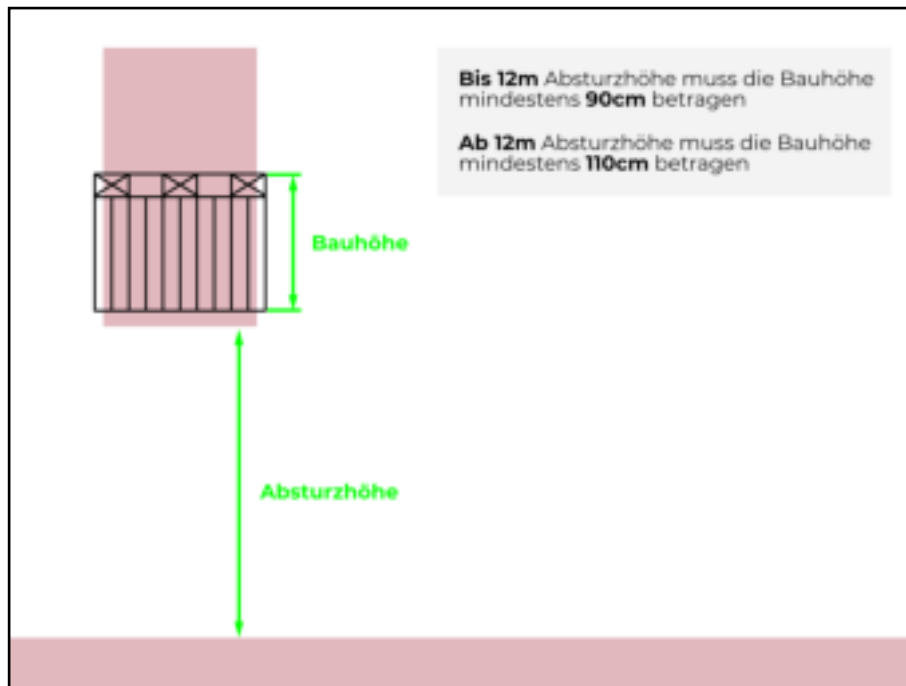 Bis 12m Absturzhöhe muss die Bauhöhe
mindestens 90cm betragen
Ab 12m Absturzhöhe muss die Bauhöhe
mindestens 110cm betragen
Bauhöhe
Absturzhöhe